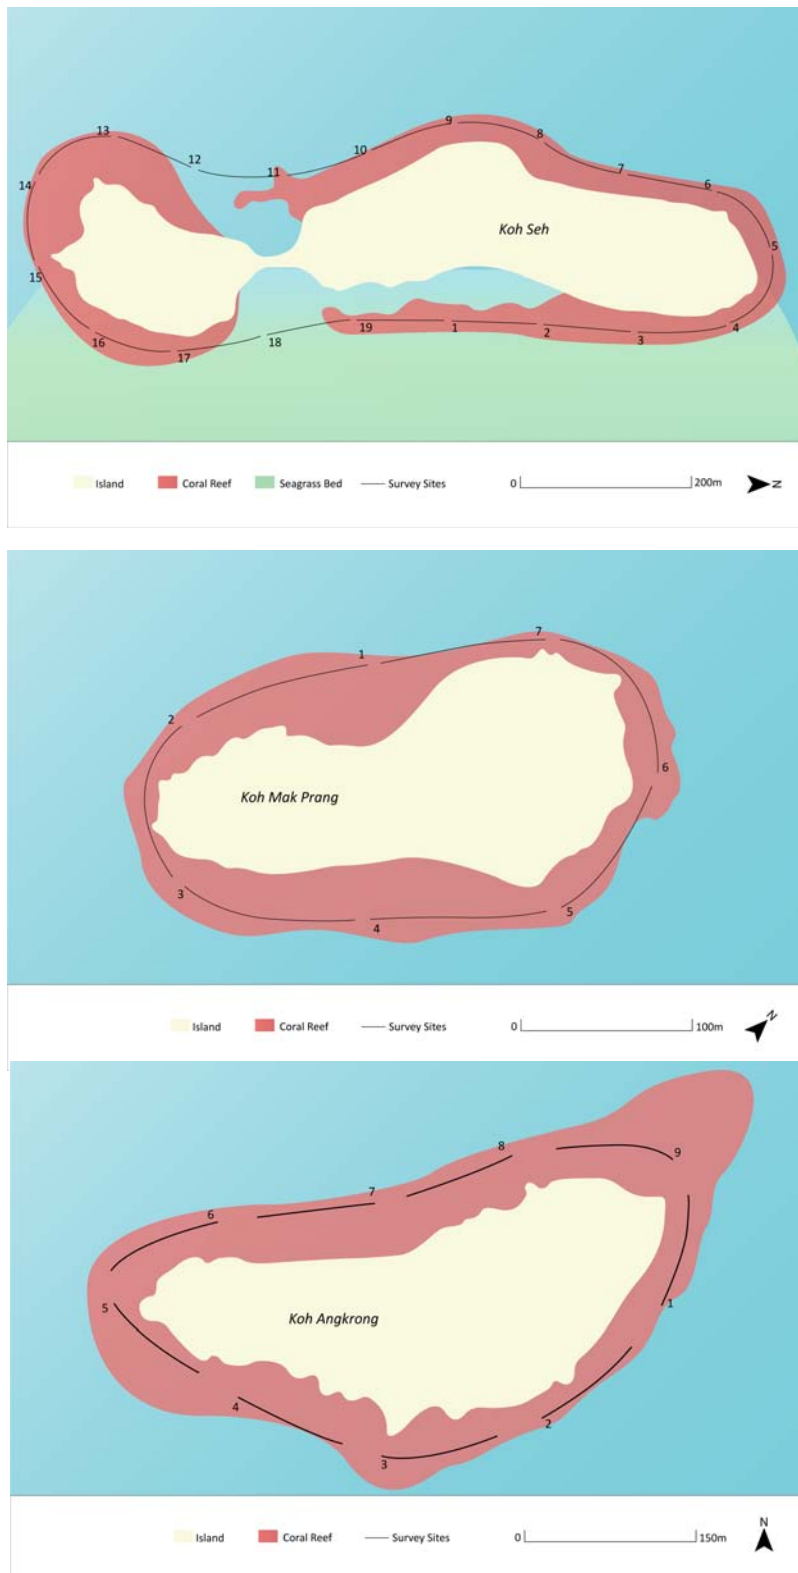 13
9
8
12
10
11
7
14
6
Koh Seh
5
15
19
1
2
4
16
18
3
17
Island
Coral Reef
Seagrass Bed
Survey Sites
0
200m
N
7
1
2
6
Koh Mak Prang
3
5
4
Island
Coral Reef
Survey Sites
0
100m
N
8
9
7
6
5
1
Koh Angkrong
4
2
3
N
Island
Coral Reef
Survey Sites
0
150m